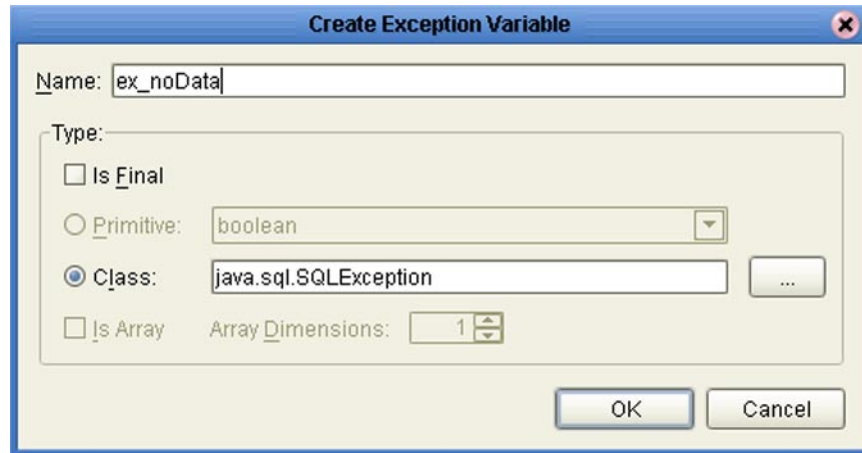 Create Exception Variable
Name: ex_noData
Type:
Is Final
Primitive: boolean
Class: java.sql.SQLException ...
Is Array Array Dimensions: 1
OK Cancel